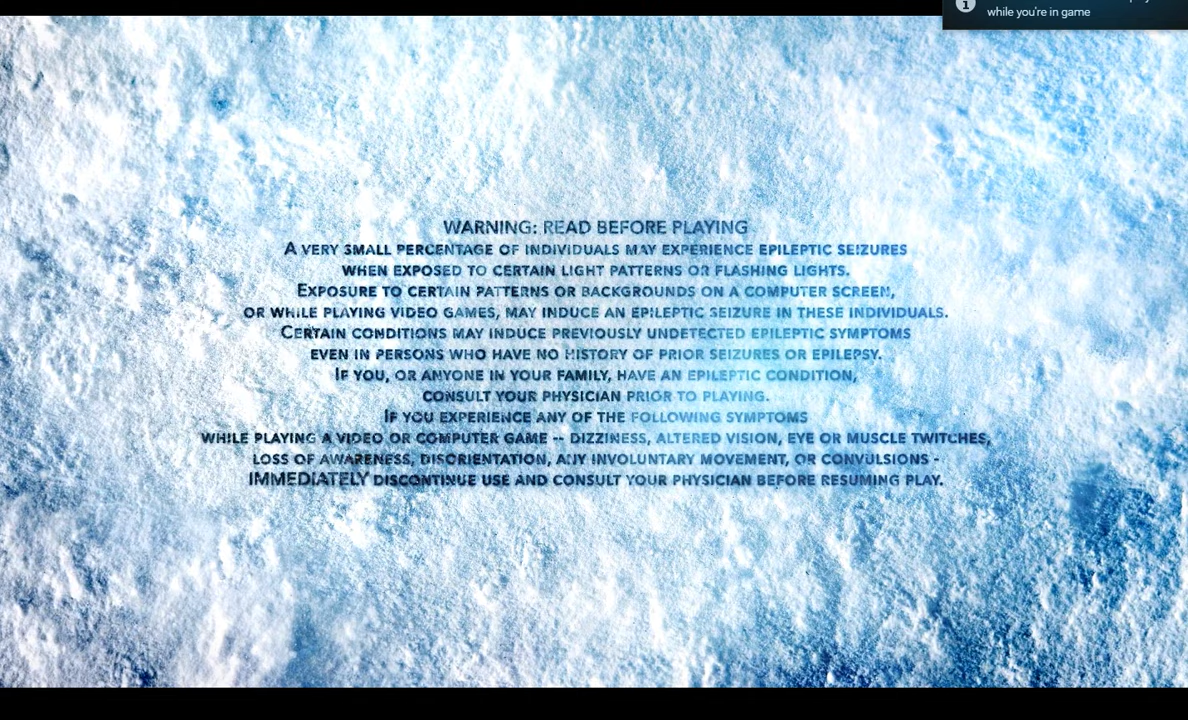 while you're in game
WARNING: READ BEFORE PLAYING
A VERY SMALL PERCENTAGE OF INDIVIDUALS MAY EXPERIENCE EPILEPTIC SEIZURES
WHEN EXPOSED TO CERTAIN LIGHT PATTERNS OR FLASHING LIGHTS.
EXPOSURE TO CERTAIN PATTERNS OR BACKGROUNDS ON A COMPUTER SCREEN,
OR WHILE PLAYING VIDEO GAMES, MAY INDUCE AN EPILEPTIC SEIZURE IN THESE INDIVIDUALS.
CERTAIN CONDITIONS MAY INDUCE PREVIOUSLY UNDETECTED EPILEPTIC SYMPTOMS
EVEN IN PERSONS WHO HAVE NO HISTORY OF PRIOR SEIZURES OR EPILEPSY.
IF YOU, OR ANYONE IN YOUR FAMILY, HAVE AN EPILEPTIC CONDITION,
CONSULT YOUR PHYSICIAN PRIOR TO PLAYING.
IF YOU EXPERIENCE ANY OF THE FOLLOWING SYMPTOMS
WHILE PLAYING A VIDEO OR COMPUTER GAME -- DIZZINESS, ALTERED VISION, EYE OR MUSCLE TWITCHES,
LOSS OF AWARENESS, DISORIENTATION, ANY INVOLUNTARY MOVEMENT, OR CONVULSIONS -
IMMEDIATELY DISCONTINUE USE AND CONSULT YOUR PHYSICIAN BEFORE RESUMING PLAY.